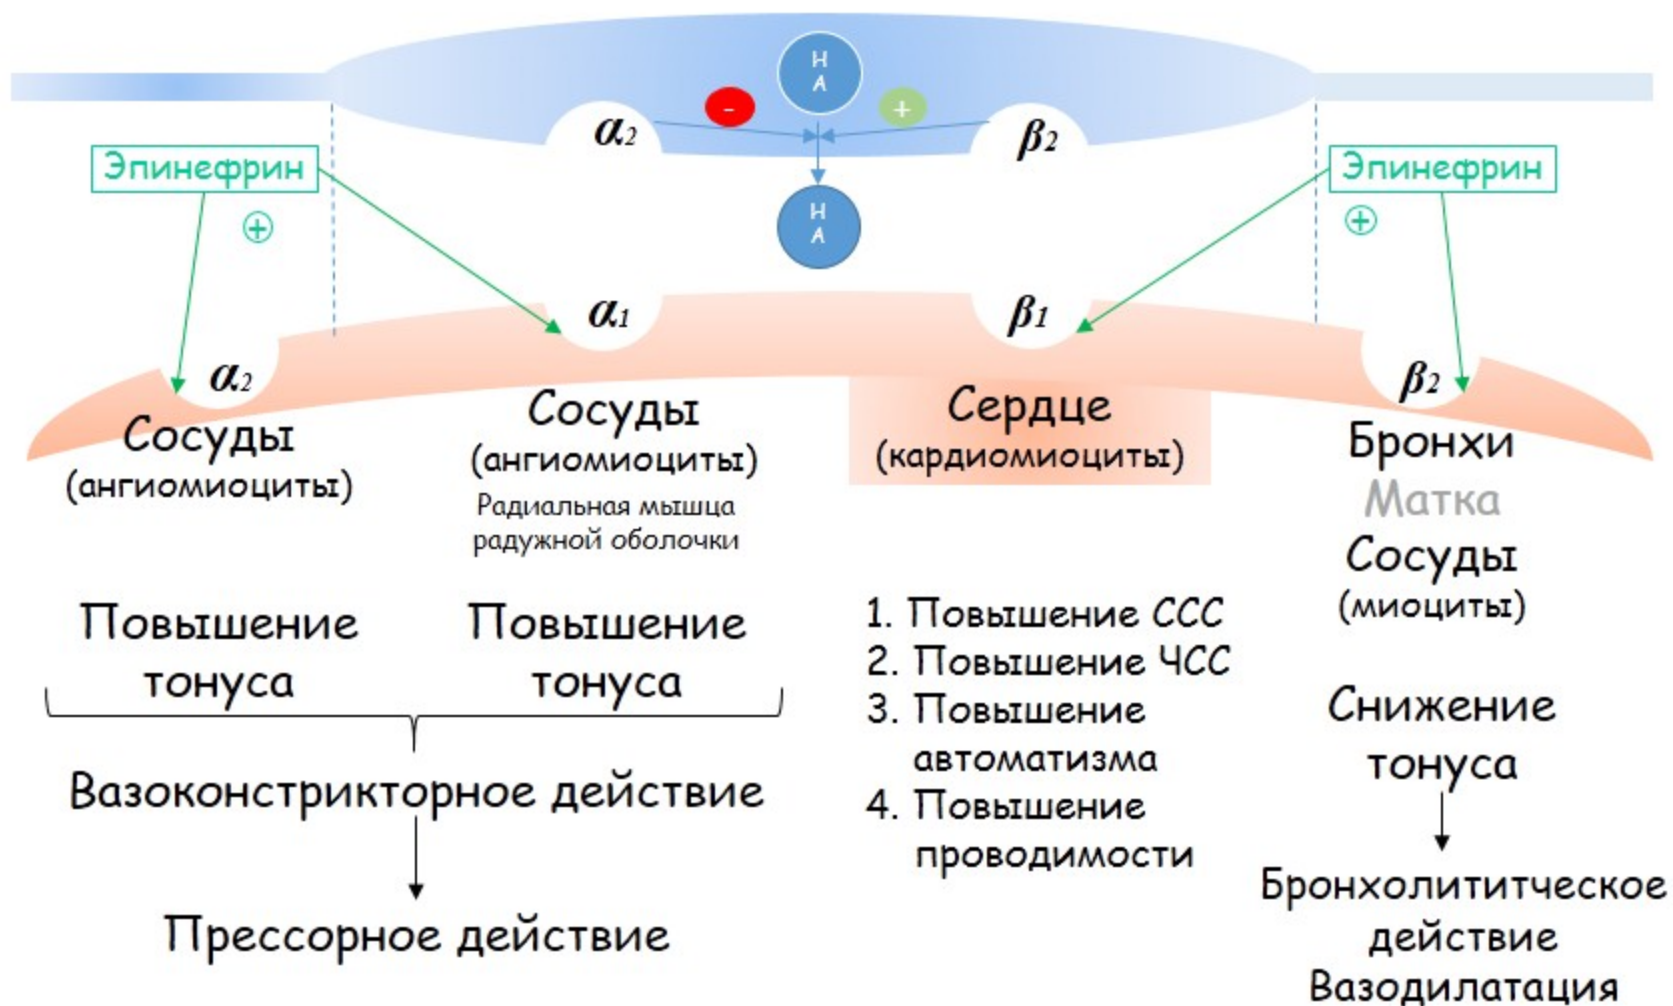 Н
А
-
+
α2
β2
Эпинефрин
Эпинефрин
+
+
Н
А
α2
α1
β1
β2
Сосуды
(ангиомиоциты)
Сосуды
(ангиомиоциты)
Радиальная мышца
радужной оболочки
Сердце
(кардиомиоциты)
Бронхи
Матка
Сосуды
(миоциты)
Повышение
тонуса
Повышение
тонуса
Вазоконстрикторное действие
Прессорное действие
1. Повышение ССС
2. Повышение ЧСС
3. Повышение
автоматизма
4. Повышение
проводимости
Снижение
тонуса
Бронхолититческое
действие
Вазодилатация